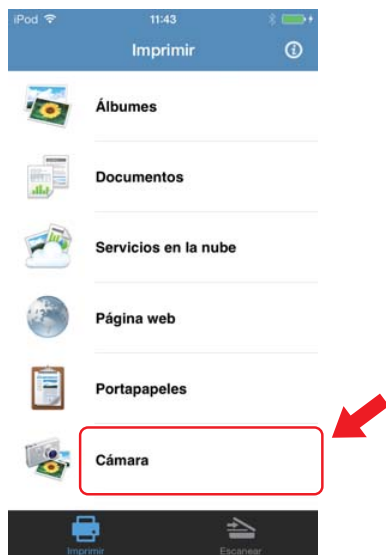 iPod 11:43
Imprimir
Álbumes
Documentos
Servicios en la nube
Página web
Portapapeles
Cámara
Imprimir Escanear